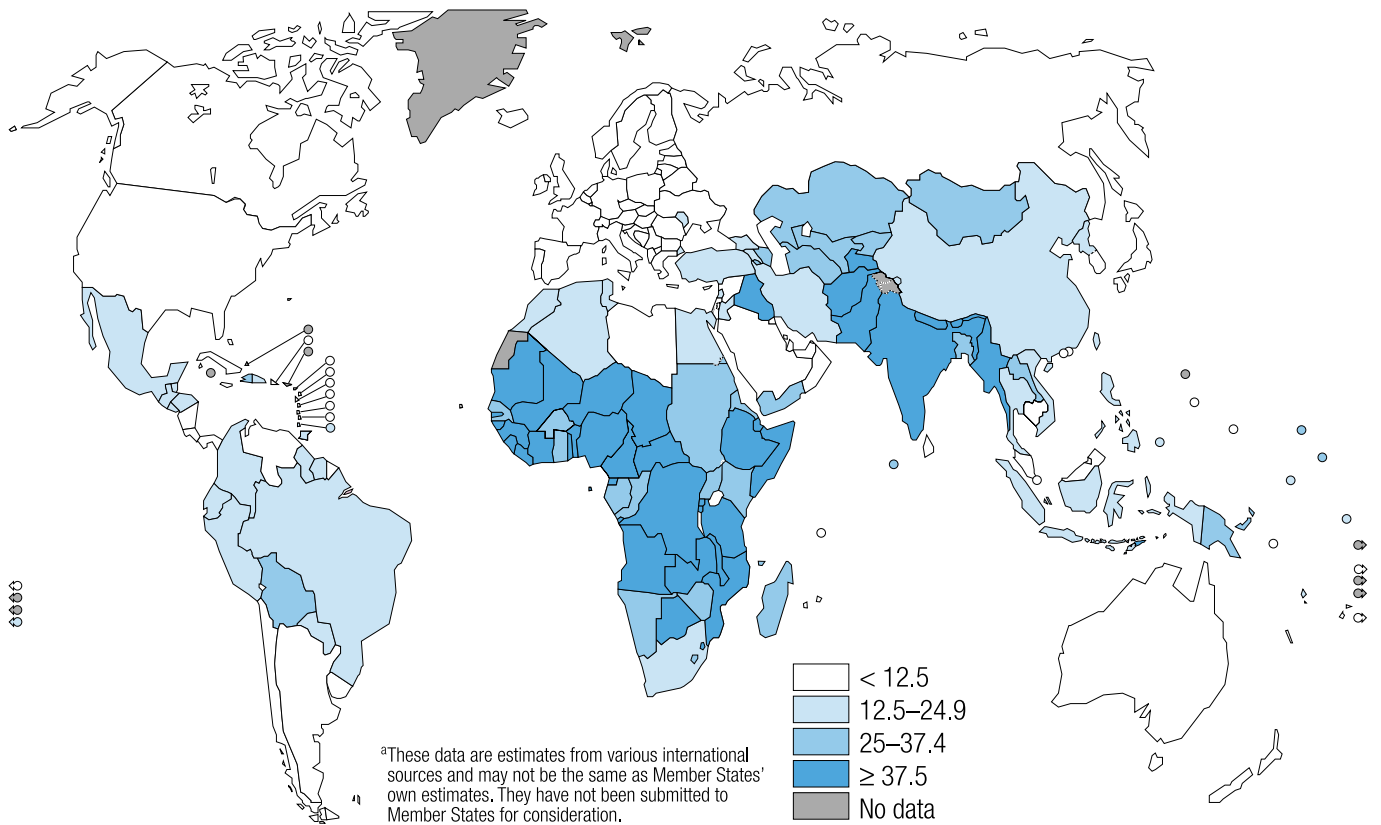 < 12.5
12.5–24.9
25–37.4
≥ 37.5
No data
ᵃThese data are estimates from various international
sources and may not be the same as Member States’
own estimates. They have not been submitted to
Member States for consideration.